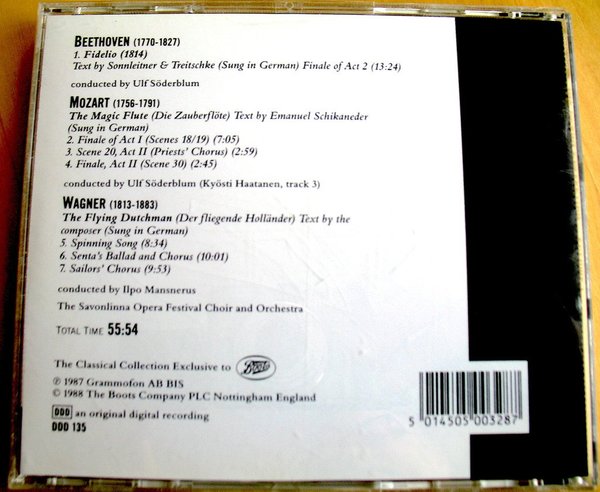 BEETHOVEN (1770-1827)
1. Fidelio (1814)
Text by Sonnleitner & Treitschke (Sung in German) Finale of Act 2 (13:24)
conducted by Ulf Söderblum
MOZART (1756-1791)
The Magic Flute (Die Zauberflöte) Text by Emanuel Schikaneder
(Sung in German)
2. Finale of Act I (Scenes 18/19) (7:05)
3. Scene 20, Act II (Priests' Chorus) (2:59)
4. Finale, Act II (Scene 30) (2:45)
conducted by Ulf Söderblum (Kyösti Haatanen, track 3)
WAGNER (1813-1883)
The Flying Dutchman (Der fliegende Holländer) Text by the
composer (Sung in German)
5. Spinning Song (8:34)
6. Senta's Ballad and Chorus (10:01)
7. Sailors' Chorus (9:53)
conducted by Ilpo Mansnerus
The Savonlinna Opera Festival Choir and Orchestra
TOTAL TIME 55:54
The Classical Collection Exclusive to Boots
℗ 1987 Grammofon AB BIS
© 1988 The Boots Company PLC Nottingham England
DDD an original digital recording
DDD 135
5 014505 003287